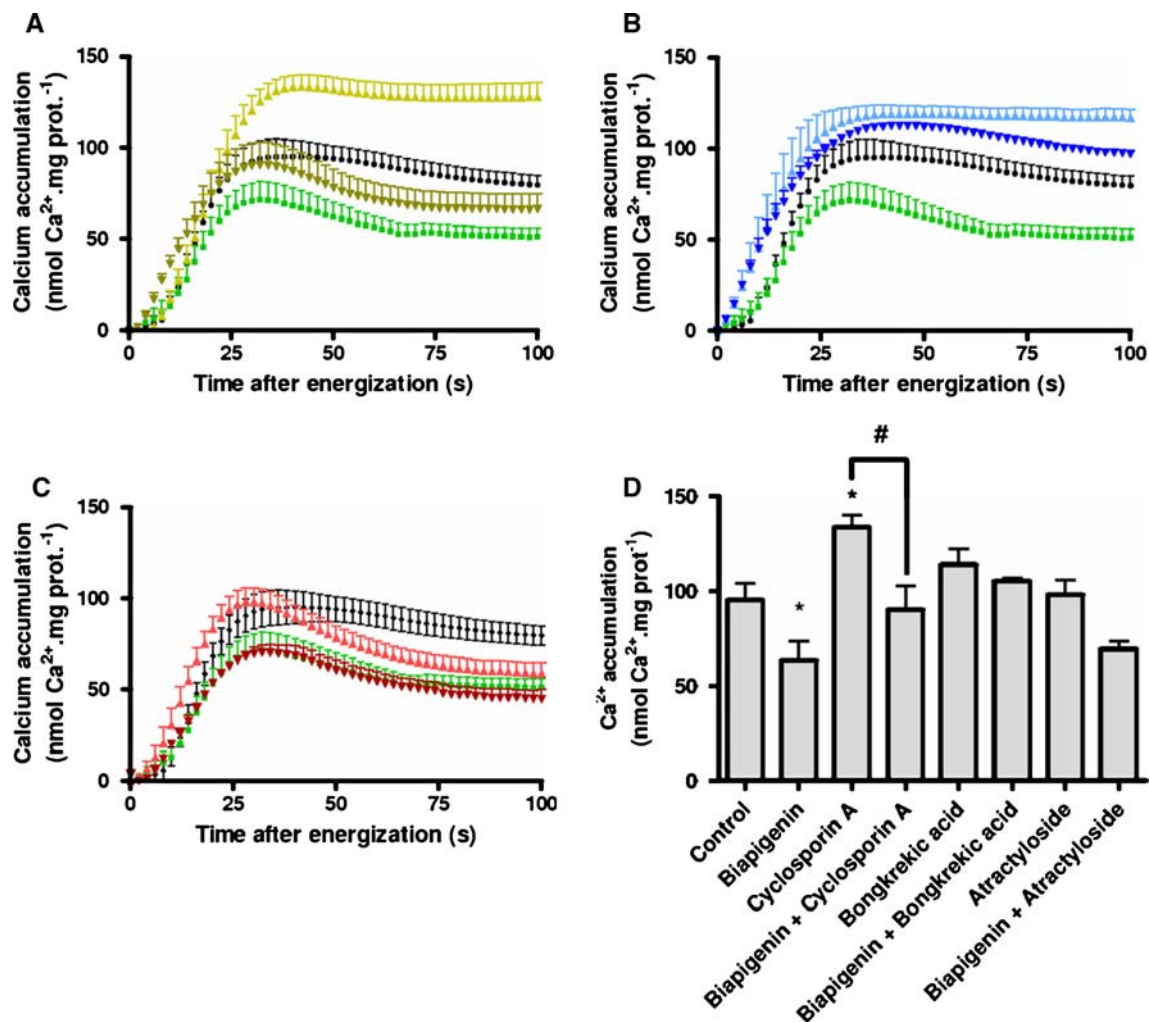 A
Calcium accumulation
(nmol Ca²⁺.mg prot.⁻¹)
150
100
50
0
0 25 50 75 100
Time after energization (s)
B
Calcium accumulation
(nmol Ca²⁺.mg prot.⁻¹)
150
100
50
0
0 25 50 75 100
Time after energization (s)
C
Calcium accumulation
(nmol Ca²⁺.mg prot.⁻¹)
150
100
50
0
0 25 50 75 100
Time after energization (s)
D
Ca²⁺ accumulation
(nmol Ca²⁺.mg prot⁻¹)
150
100
50
0
#
*
*
Control
Biapigenin
Cyclosporin A
Biapigenin + Cyclosporin A
Bongkrekic acid
Biapigenin + Bongkrekic acid
Atractyloside
Biapigenin + Atractyloside